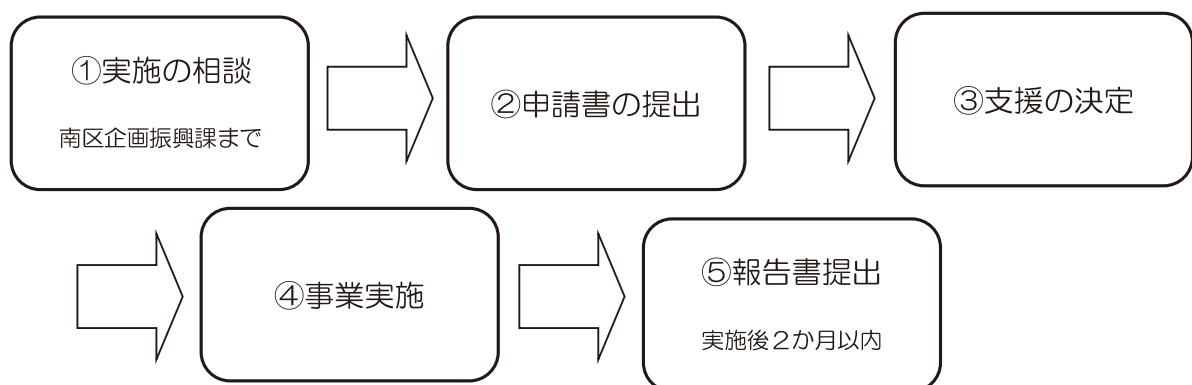 ①実施の相談
南区企画振興課まで
②申請書の提出
③支援の決定
④事業実施
⑤報告書提出
実施後２か月以内